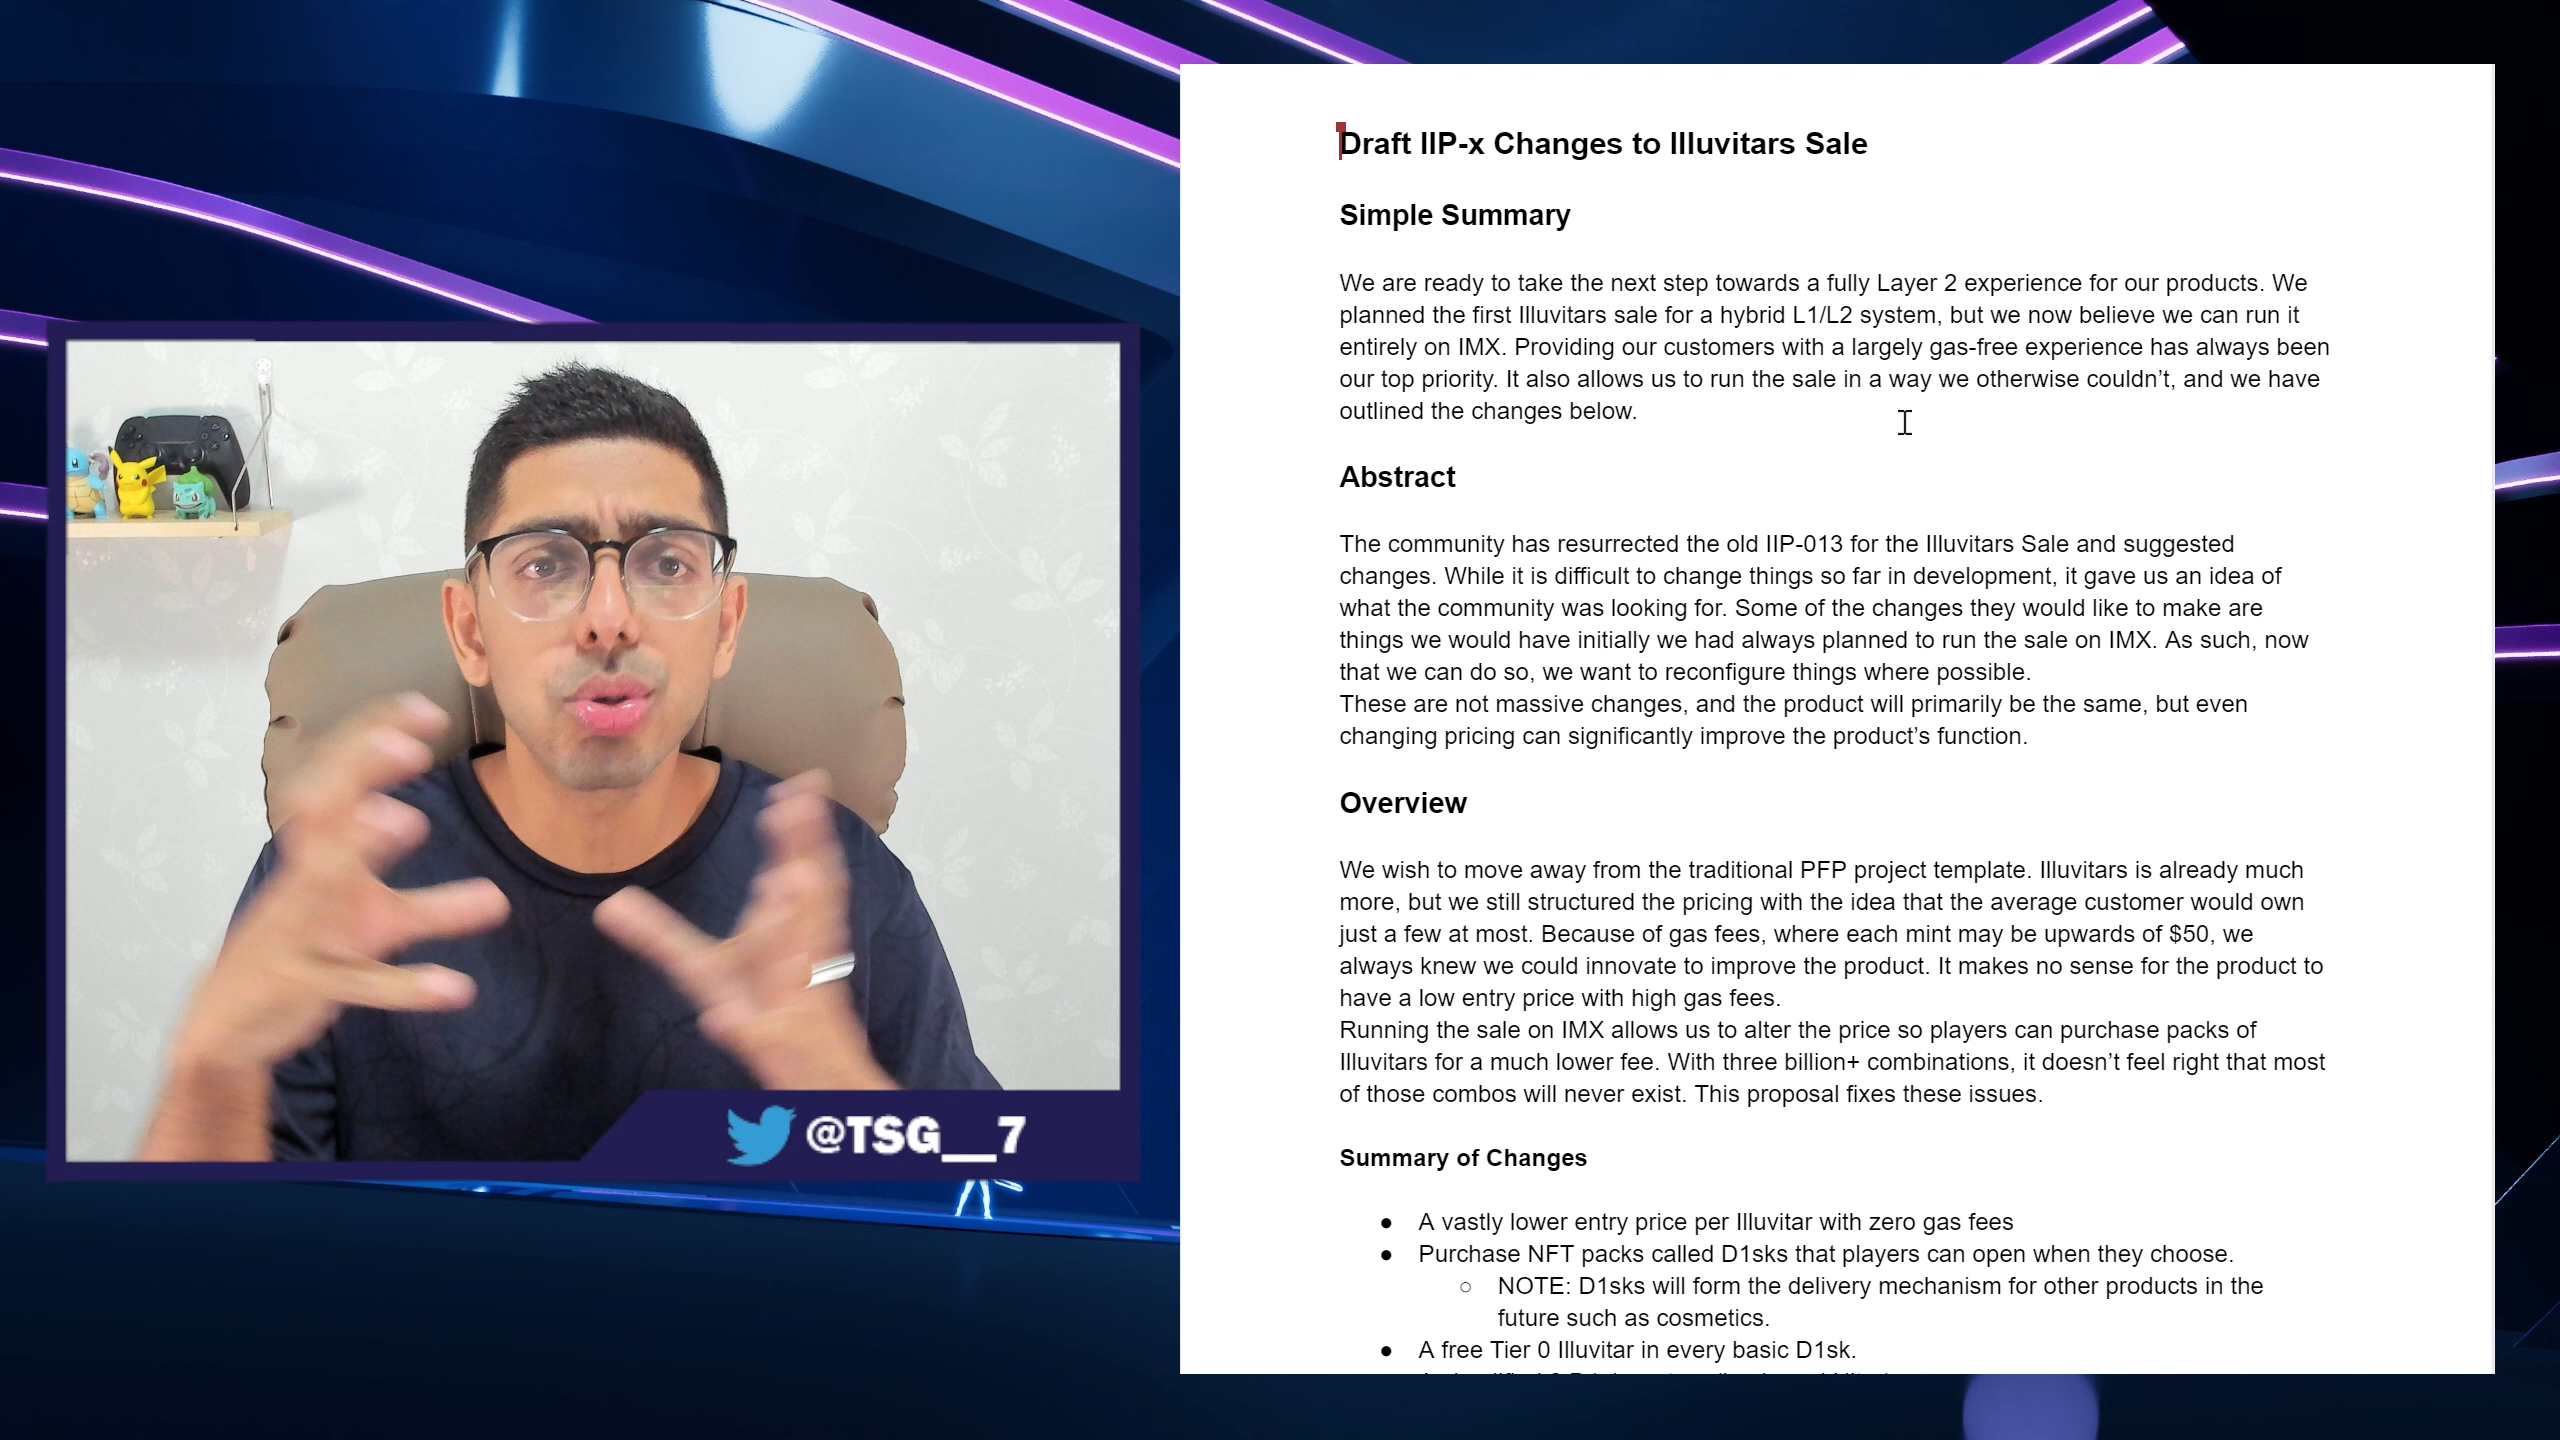 Draft IIP-x Changes to Illuvitars Sale
Simple Summary
We are ready to take the next step towards a fully Layer 2 experience for our products. We
planned the first Illuvitars sale for a hybrid L1/L2 system, but we now believe we can run it
entirely on IMX. Providing our customers with a largely gas-free experience has always been
our top priority. It also allows us to run the sale in a way we otherwise couldn’t, and we have
outlined the changes below.
Abstract
The community has resurrected the old IIP-013 for the Illuvitars Sale and suggested
changes. While it is difficult to change things so far in development, it gave us an idea of
what the community was looking for. Some of the changes they would like to make are
things we would have initially we had always planned to run the sale on IMX. As such, now
that we can do so, we want to reconfigure things where possible.
These are not massive changes, and the product will primarily be the same, but even
changing pricing can significantly improve the product’s function.
Overview
We wish to move away from the traditional PFP project template. Illuvitars is already much
more, but we still structured the pricing with the idea that the average customer would own
just a few at most. Because of gas fees, where each mint may be upwards of $50, we
always knew we could innovate to improve the product. It makes no sense for the product to
have a low entry price with high gas fees.
Running the sale on IMX allows us to alter the price so players can purchase packs of
Illuvitars for a much lower fee. With three billion+ combinations, it doesn’t feel right that most
of those combos will never exist. This proposal fixes these issues.
Summary of Changes
● A vastly lower entry price per Illuvitar with zero gas fees
● Purchase NFT packs called D1sks that players can open when they choose.
○ NOTE: D1sks will form the delivery mechanism for other products in the
future such as cosmetics.
● A free Tier 0 Illuvitar in every basic D1sk.
@TSG__7